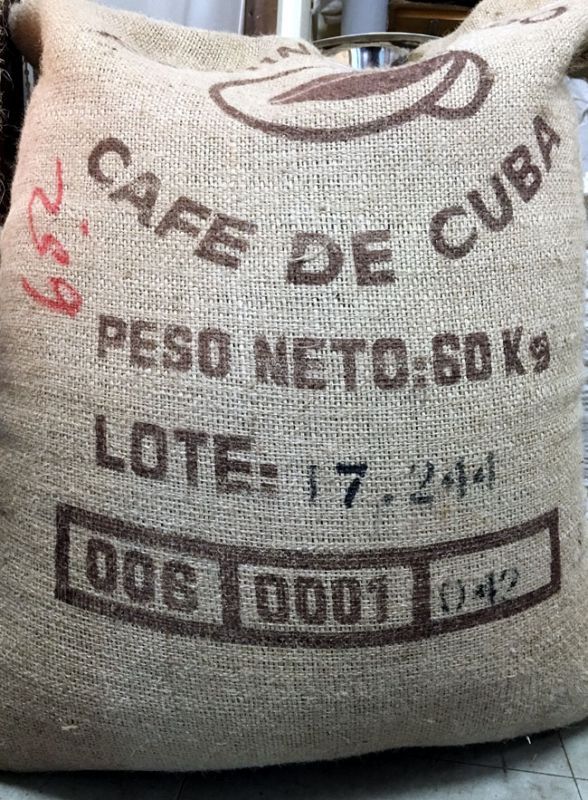 CAFE DE CUBA
PESO NETO:60 Kg
LOTE: 17.244
006 0001 042